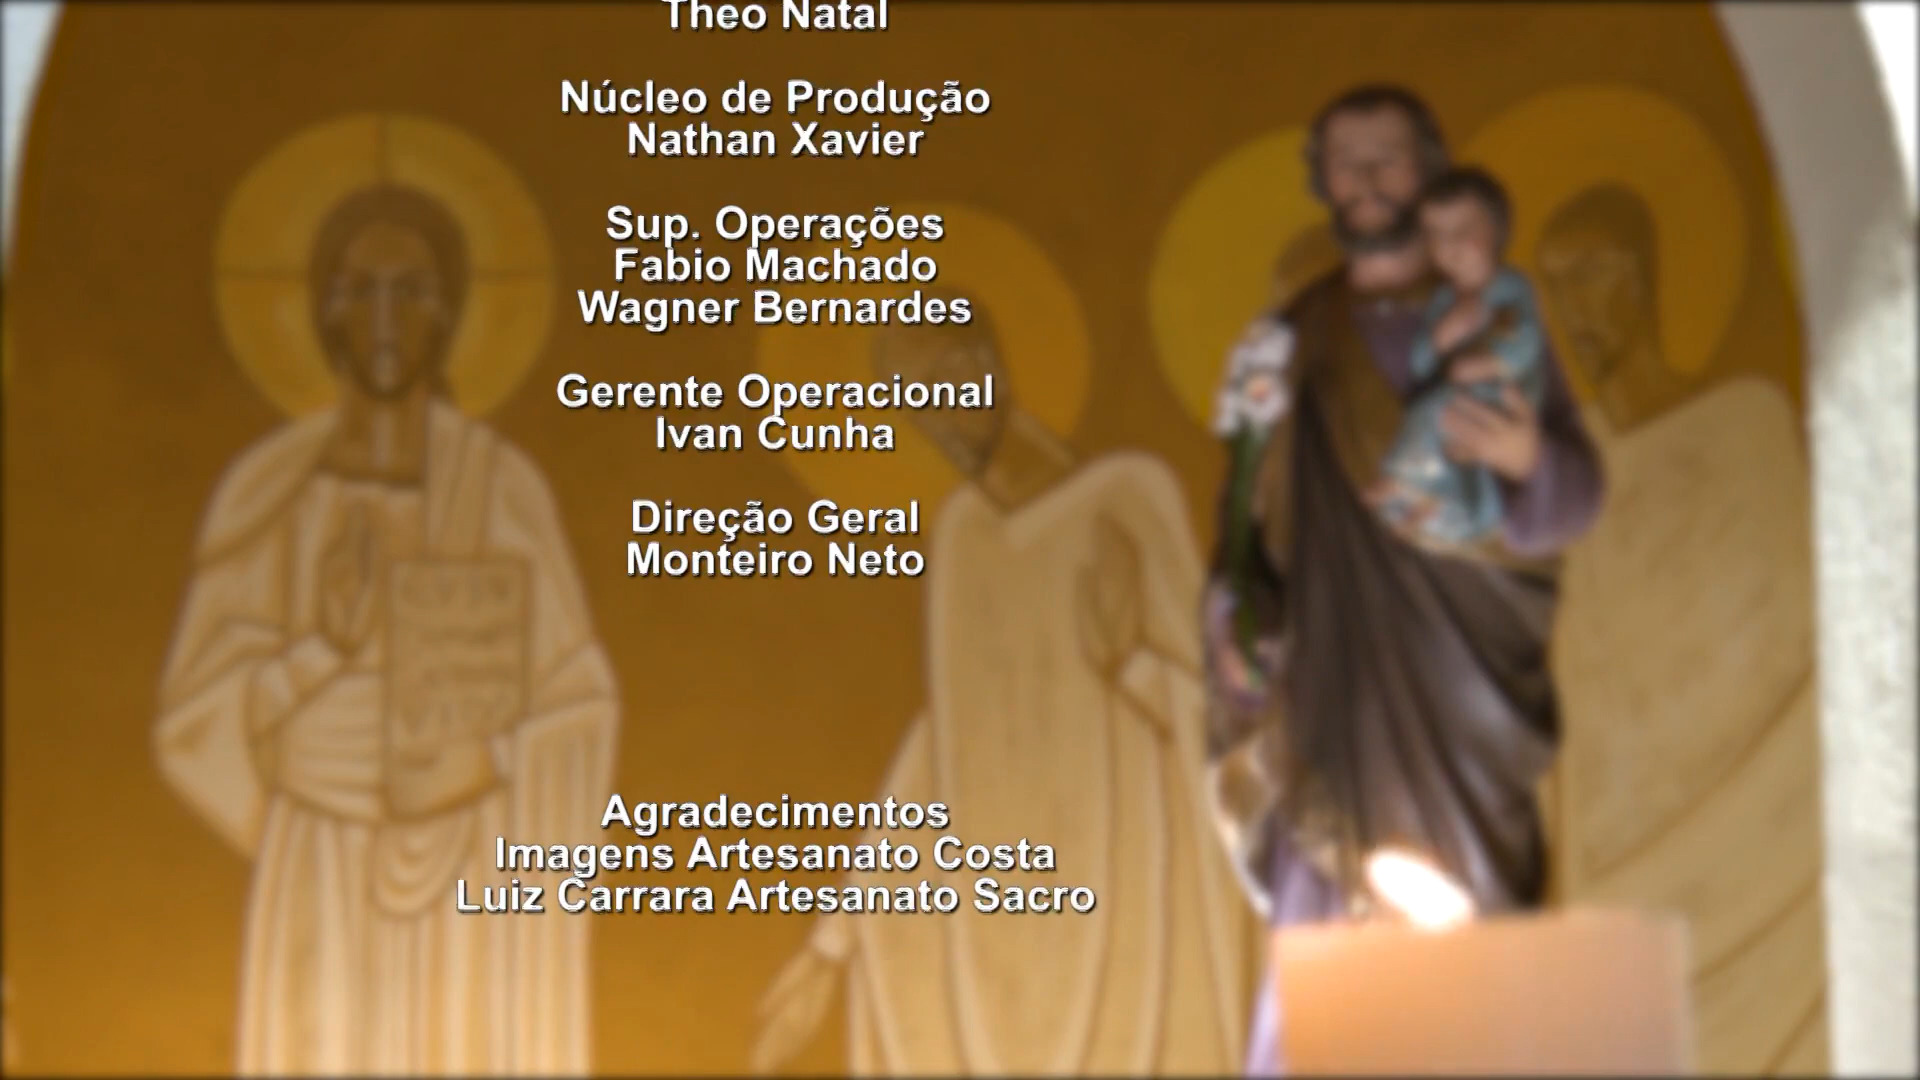 Theo Natal
Núcleo de Produção
Nathan Xavier
Sup. Operações
Fabio Machado
Wagner Bernardes
Gerente Operacional
Ivan Cunha
Direção Geral
Monteiro Neto
Agradecimentos
Imagens Artesanato Costa
Luiz Carrara Artesanato Sacro